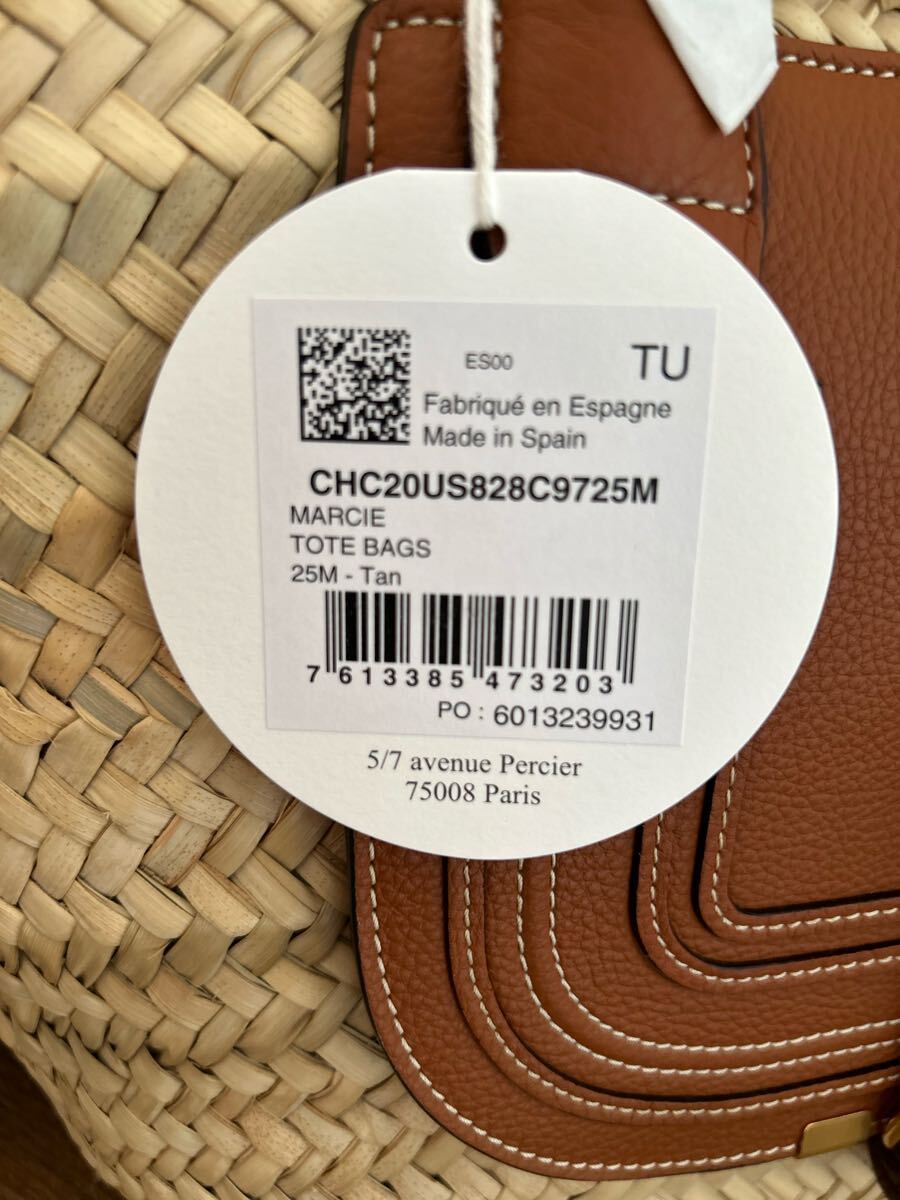 ES00
TU
Fabriqué en Espagne
Made in Spain
CHC20US828C9725M
MARCIE
TOTE BAGS
25M - Tan
7 613385 473203
PO : 6013239931
5/7 avenue Percier
75008 Paris